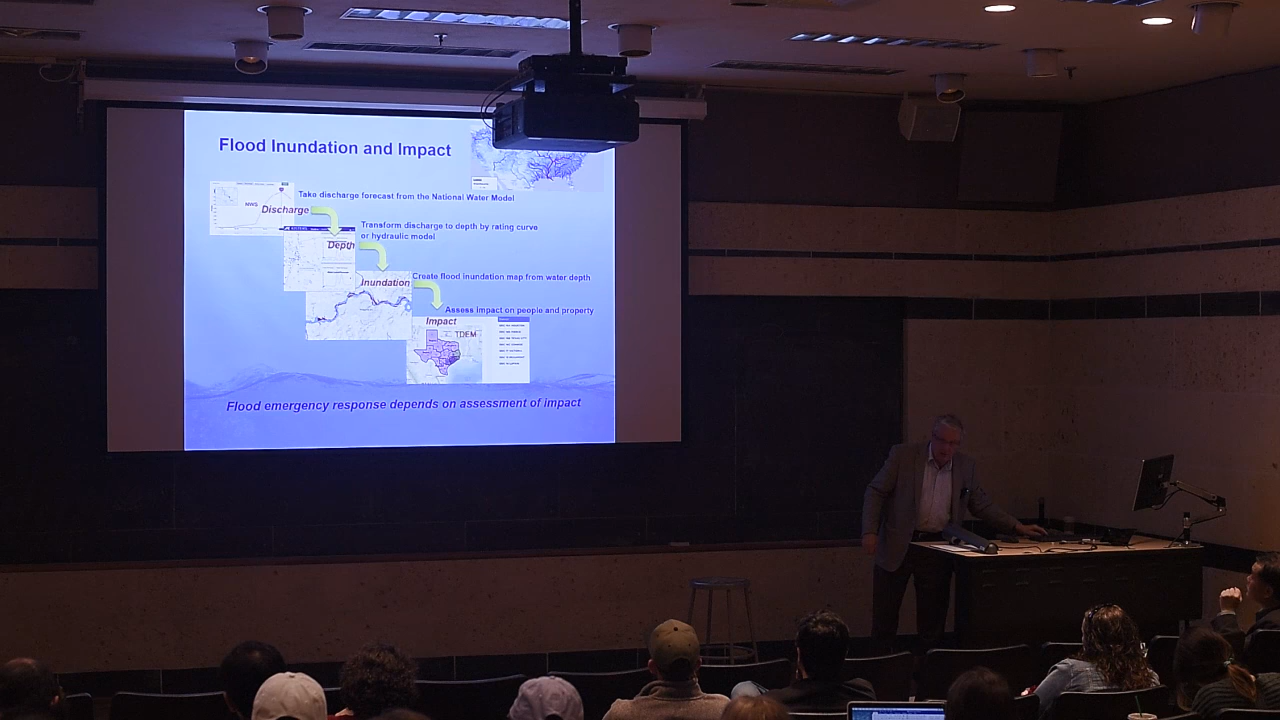 Flood Inundation and Impact
Take discharge forecast from the National Water Model
NWS
Discharge
Transform discharge to depth by rating curve
or hydraulic model
Depth
Create flood inundation map from water depth
Inundation
Assess impact on people and property
Impact
TDEM
Flood emergency response depends on assessment of impact